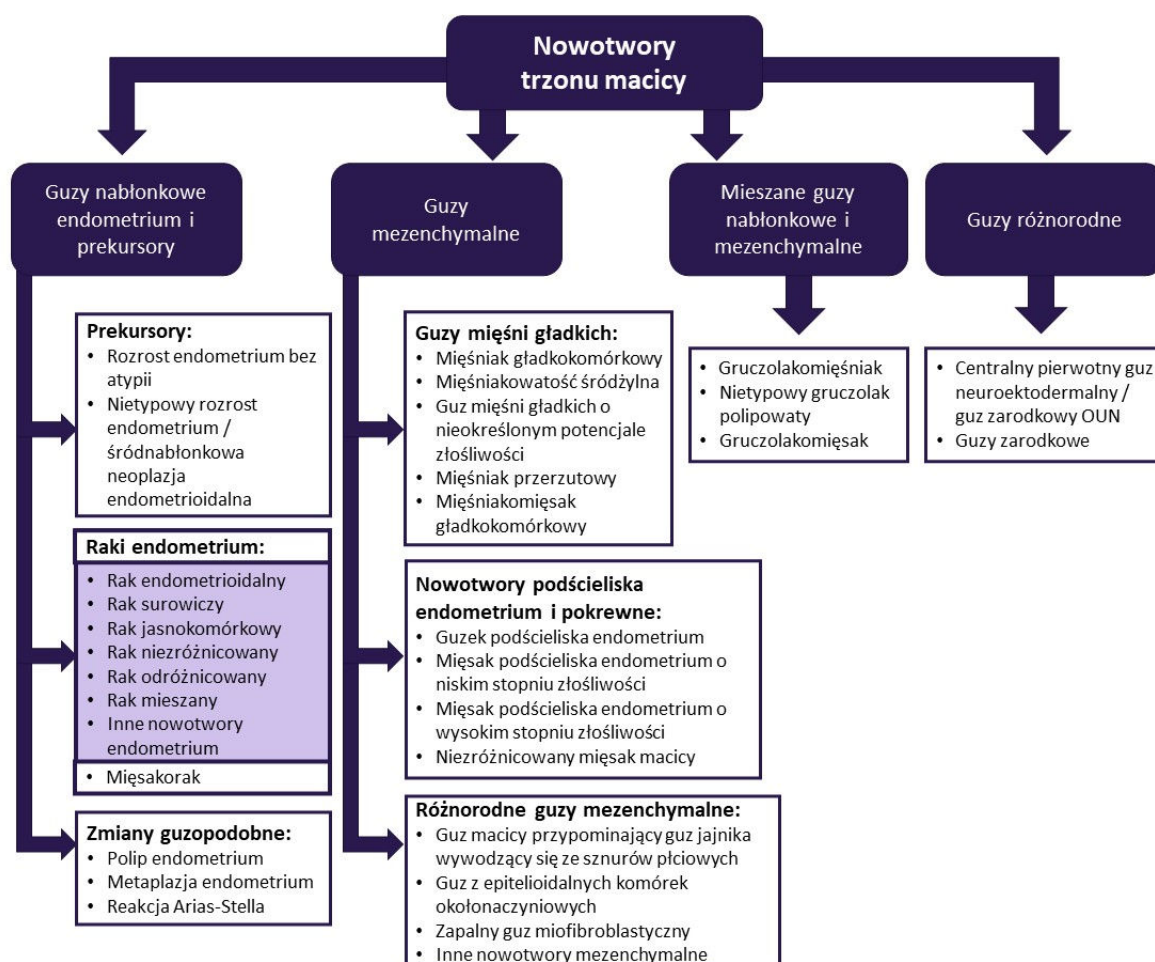 Nowotwory
trzonu macicy
Guzy nabłonkowe
endometrium i
prekursory
Guzy
mezenchymalne
Mieszane guzy
nabłonkowe i
mezenchymalne
Guzy różnorodne
Prekursory:
• Rozrost endometrium bez
atypii
• Nietypowy rozrost
endometrium /
śródnabłonkowa
neoplazja
endometrioidalna
Raki endometrium:
• Rak endometrioidalny
• Rak surowiczy
• Rak jasnokomórkowy
• Rak niezróżnicowany
• Rak odróżnicowany
• Rak mieszany
• Inne nowotwory
endometrium
• Mięsakorak
Zmiany guzopodobne:
• Polip endometrium
• Metaplazja endometrium
• Reakcja Arias-Stella
Guzy mięśni gładkich:
• Mięśniak gładkokomórkowy
• Mięśniakowatość śródżylna
• Guz mięśni gładkich o
nieokreślonym potencjale
złośliwości
• Mięśniak przerzutowy
• Mięśniakomięsak
gładkokomórkowy
Nowotwory podścieliska
endometrium i pokrewne:
• Guzek podścieliska endometrium
• Mięsak podścieliska endometrium o
niskim stopniu złośliwości
• Mięsak podścieliska endometrium o
wysokim stopniu złośliwości
• Niezróżnicowany mięsak macicy
Różnorodne guzy mezenchymalne:
• Guz macicy przypominający guz jajnika
wywodzący się ze sznurów płciowych
• Guz z epitelioidalnych komórek
okołonaczyniowych
• Zapalny guz miofibroblastyczny
• Inne nowotwory mezenchymalne
• Gruczolakomięśniak
• Nietypowy gruczolak
polipowaty
• Gruczolakomięsak
• Centralny pierwotny guz
neuroektodermalny /
guz zarodkowy OUN
• Guzy zarodkowe